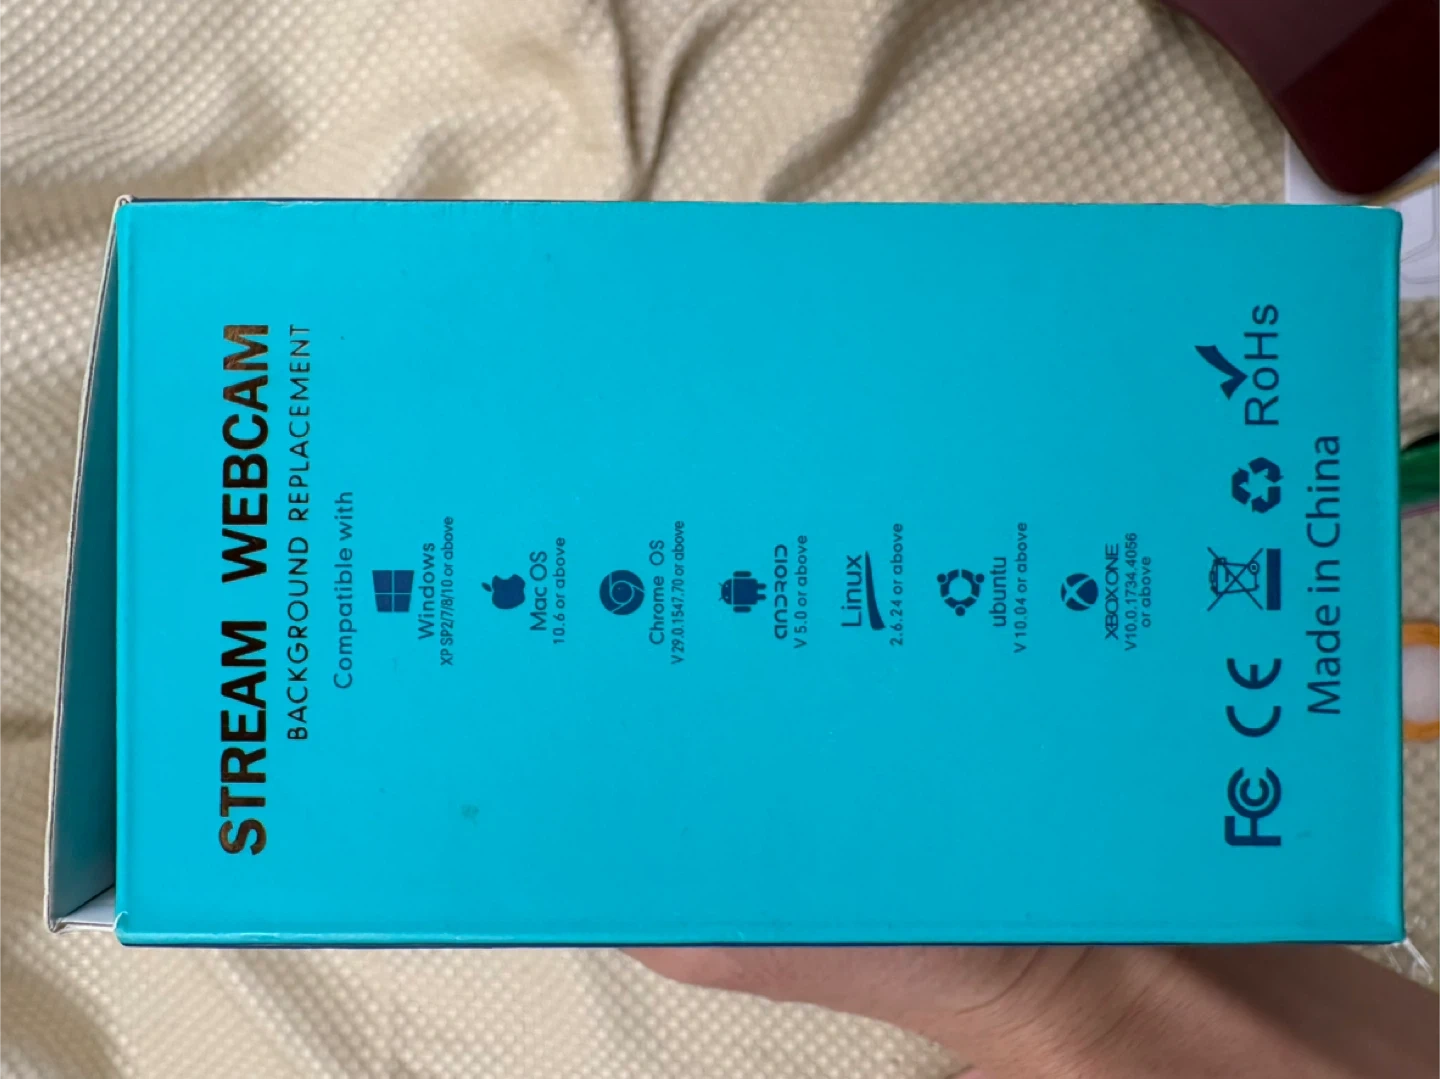 STREAM WEBCAM
BACKGROUND REPLACEMENT
Compatible with
Windows
XP SP2/7/8/10 or above
Mac OS
10.6 or above
Chrome OS
V29.0.1547.70 or above
ANDROID
V 5.0 or above
Linux
2.6.24 or above
ubuntu
V 10.04 or above
XBOX ONE
V10.0.1734.4056
or above
FC CE RoHs
Made in China